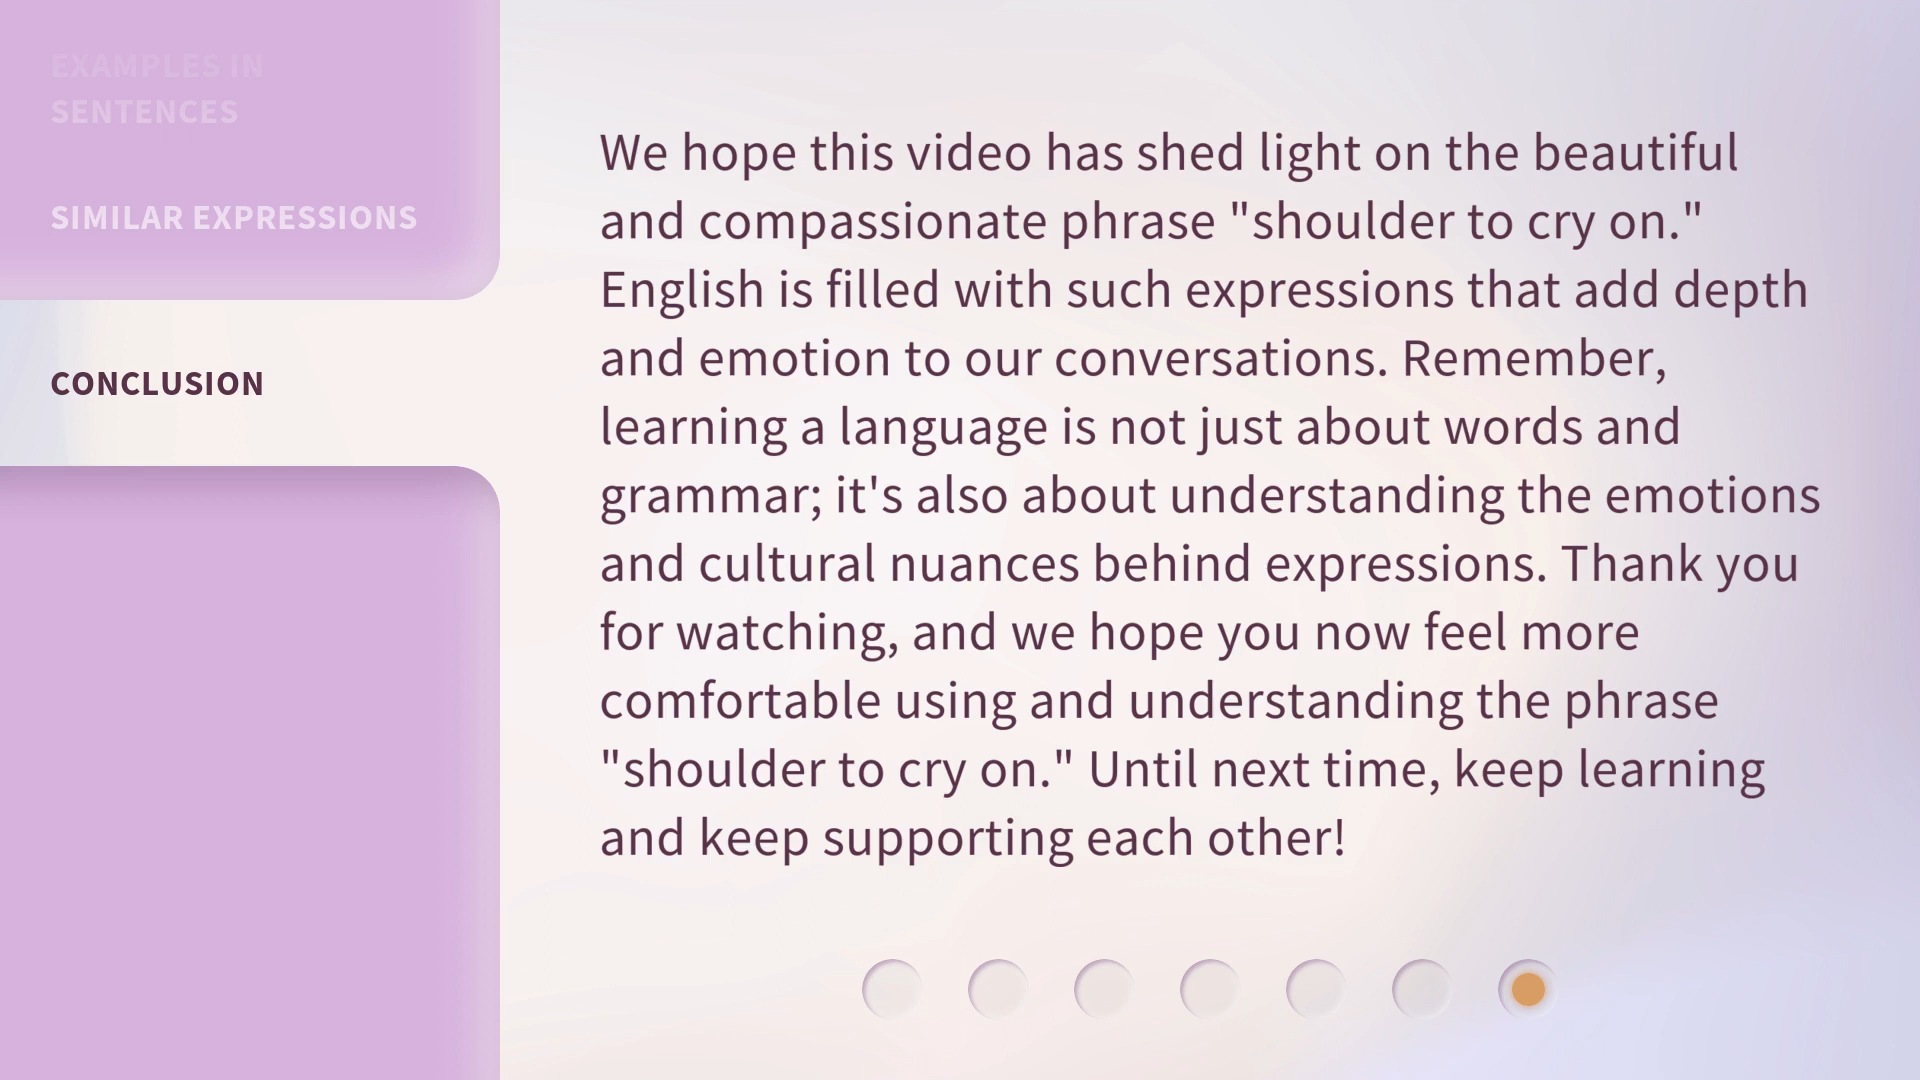 EXAMPLES IN
SENTENCES
SIMILAR EXPRESSIONS
CONCLUSION
We hope this video has shed light on the beautiful
and compassionate phrase "shoulder to cry on."
English is filled with such expressions that add depth
and emotion to our conversations. Remember,
learning a language is not just about words and
grammar; it's also about understanding the emotions
and cultural nuances behind expressions. Thank you
for watching, and we hope you now feel more
comfortable using and understanding the phrase
"shoulder to cry on." Until next time, keep learning
and keep supporting each other!